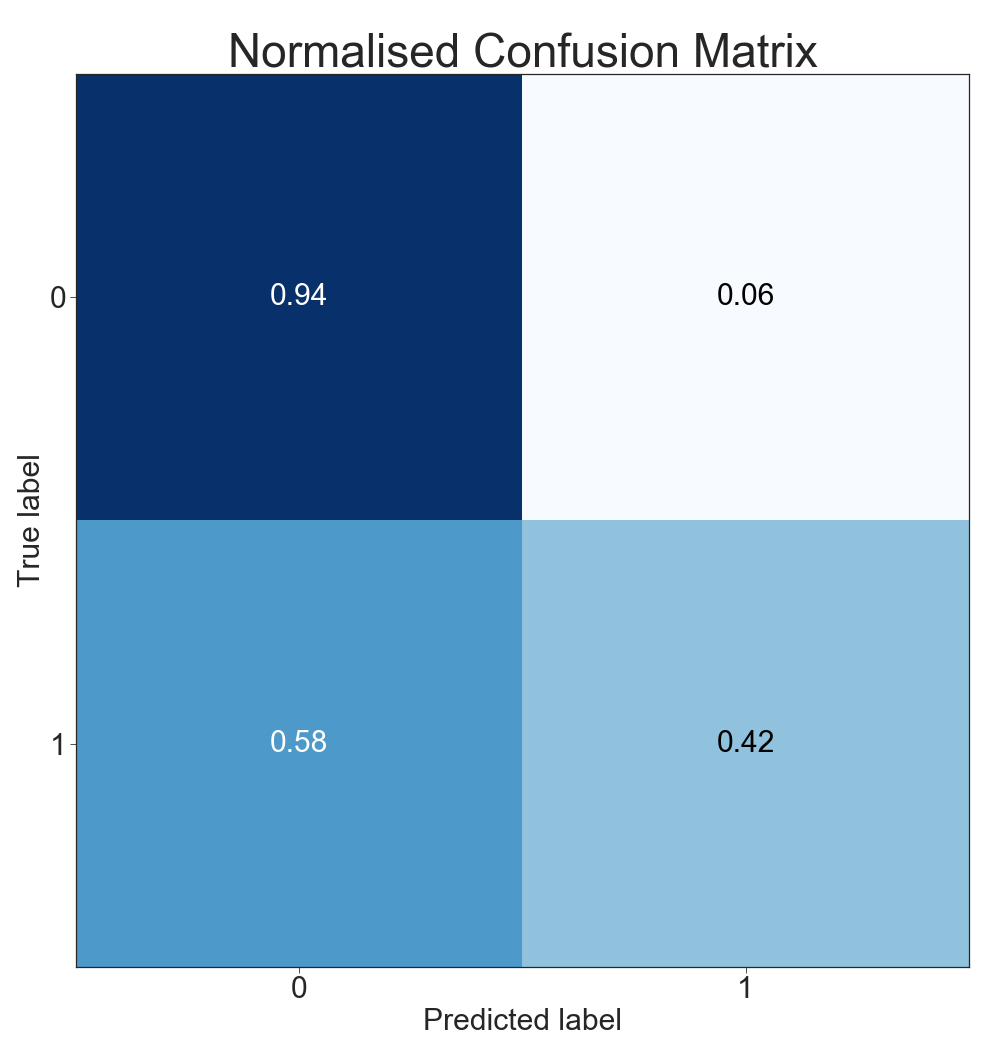 Normalised Confusion Matrix
0
0.94
0.06
True label
1
0.58
0.42
0
1
Predicted label